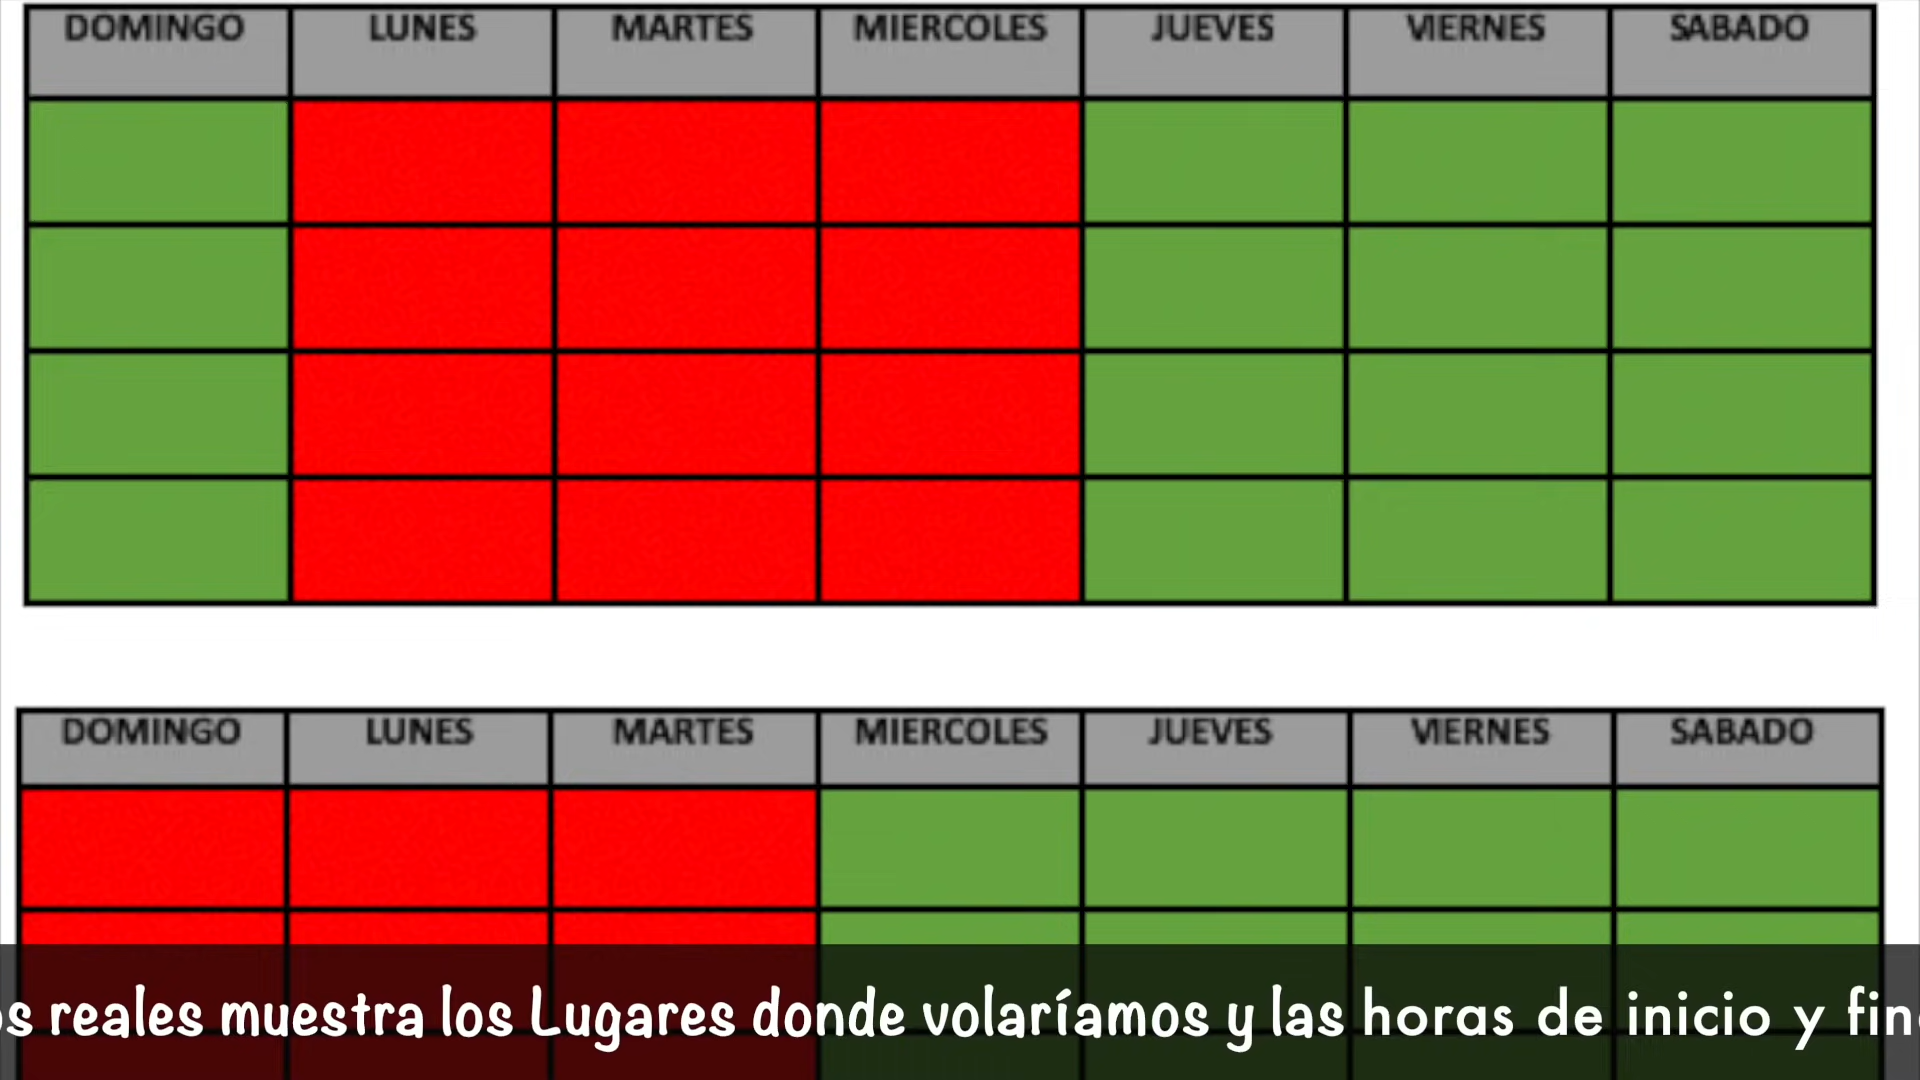 DOMINGO LUNES MARTES MIERCOLES JUEVES VIERNES SABADO
DOMINGO LUNES MARTES MIERCOLES JUEVES VIERNES SABADO
reales muestra los Lugares donde volaríamos y las horas de inicio y